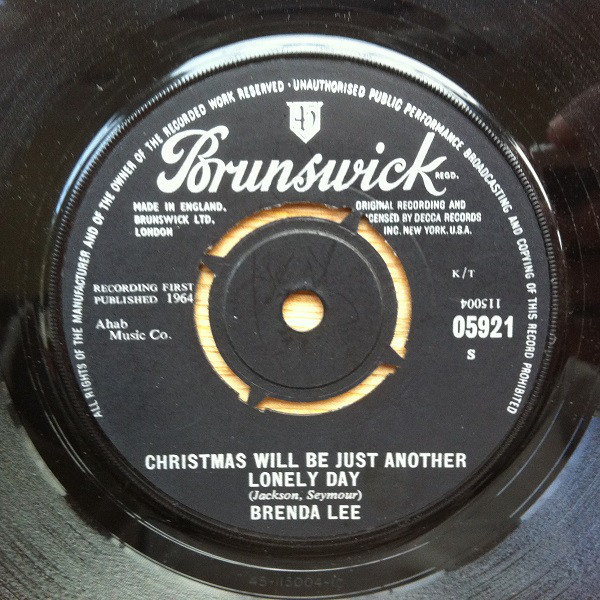 ALL RIGHTS OF THE MANUFACTURER AND OF THE OWNER OF THE RECORDED WORK RESERVED · UNAUTHORISED PUBLIC PERFORMANCE BROADCASTING AND COPYING OF THIS RECORD PROHIBITED
45
Brunswick REGD.
MADE IN ENGLAND.
BRUNSWICK LTD.
LONDON
ORIGINAL RECORDING AND
LICENSED BY DECCA RECORDS
INC. NEW YORK. U.S.A.
K/T
RECORDING FIRST
PUBLISHED 1964
115004
Ahab
Music Co.
05921
S
CHRISTMAS WILL BE JUST ANOTHER
LONELY DAY
(Jackson, Seymour)
BRENDA LEE